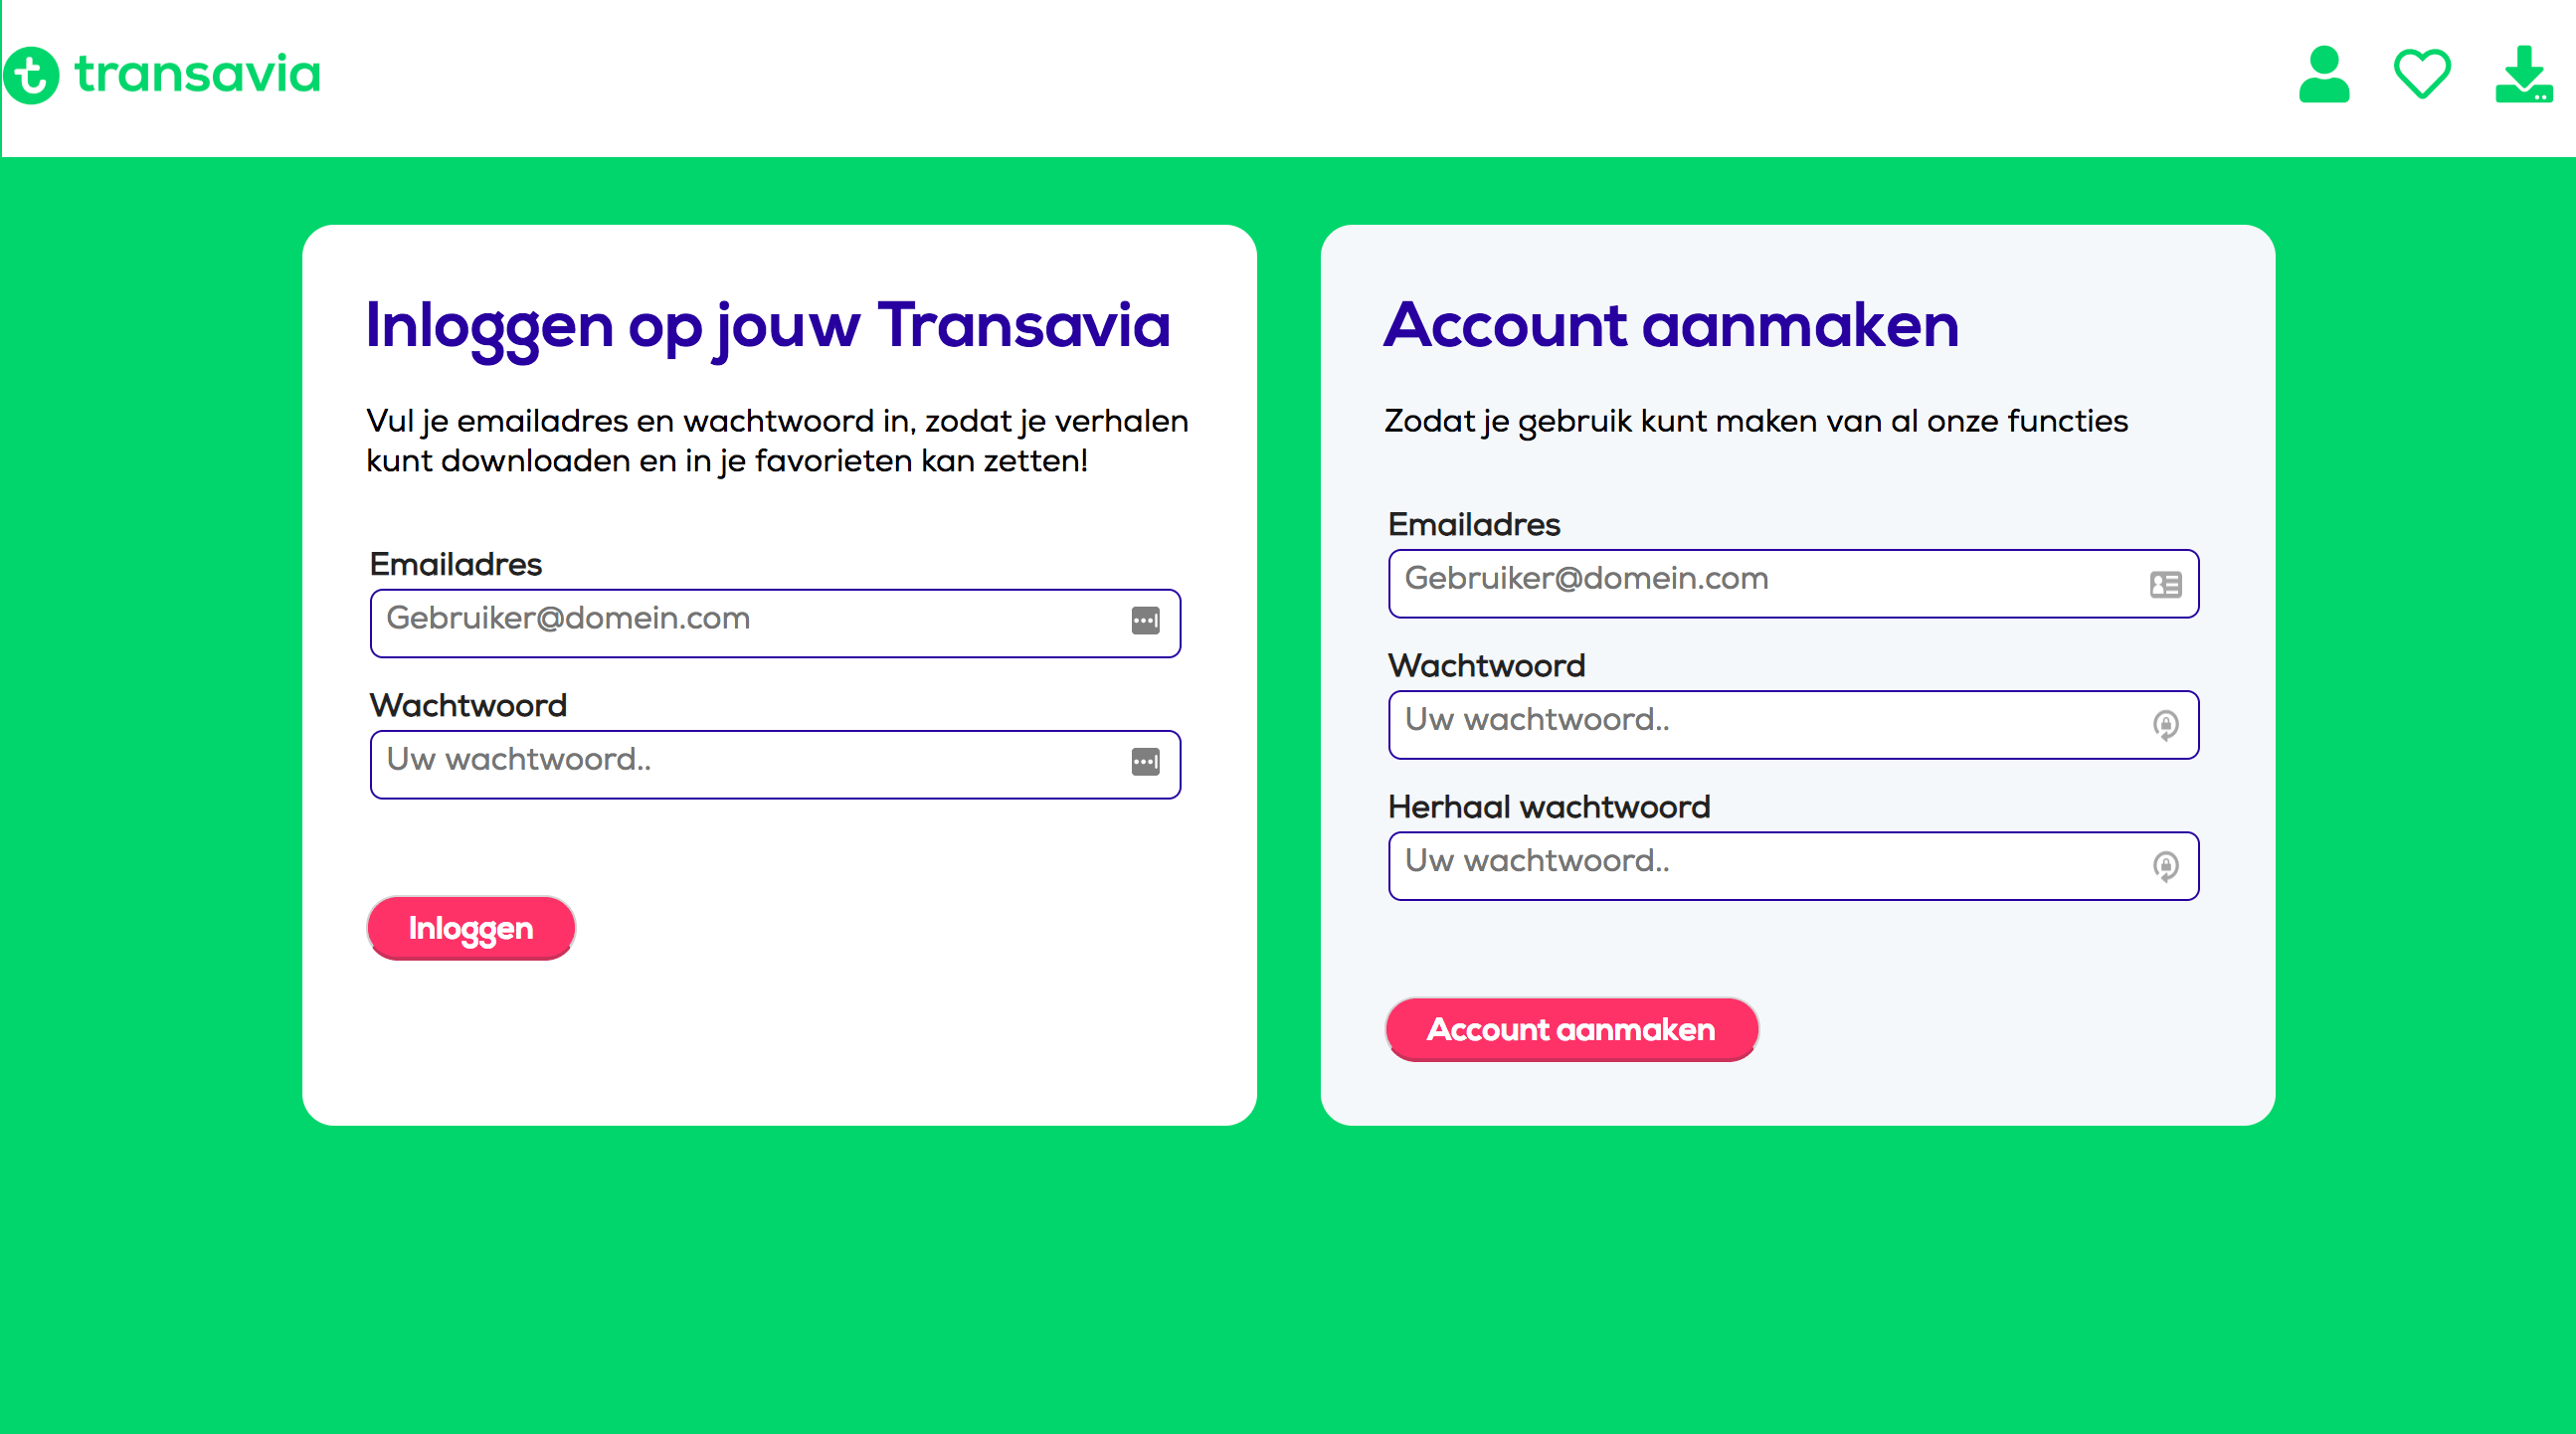 transavia
Inloggen op jouw Transavia
Vul je emailadres en wachtwoord in, zodat je verhalen
kunt downloaden en in je favorieten kan zetten!
Emailadres
Gebruiker@domein.com
Wachtwoord
Uw wachtwoord..
Inloggen
Account aanmaken
Zodat je gebruik kunt maken van al onze functies
Emailadres
Gebruiker@domein.com
Wachtwoord
Uw wachtwoord..
Herhaal wachtwoord
Uw wachtwoord..
Account aanmaken